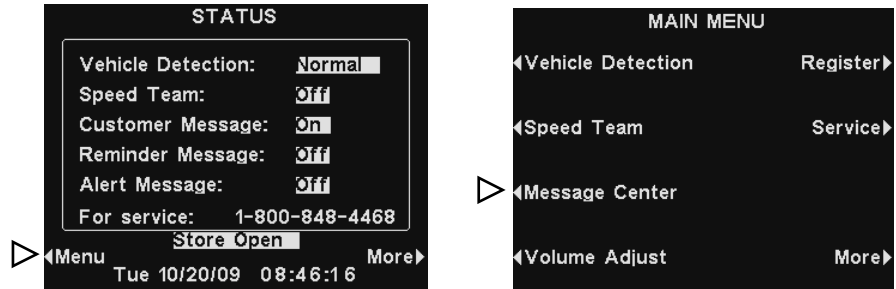 STATUS
Vehicle Detection: Normal
Speed Team: Off
Customer Message: On
Reminder Message: Off
Alert Message: Off
For service: 1-800-848-4468
Store Open
Menu More
Tue 10/20/09 08:46:16
MAIN MENU
Vehicle Detection Register
Speed Team Service
Message Center
Volume Adjust More